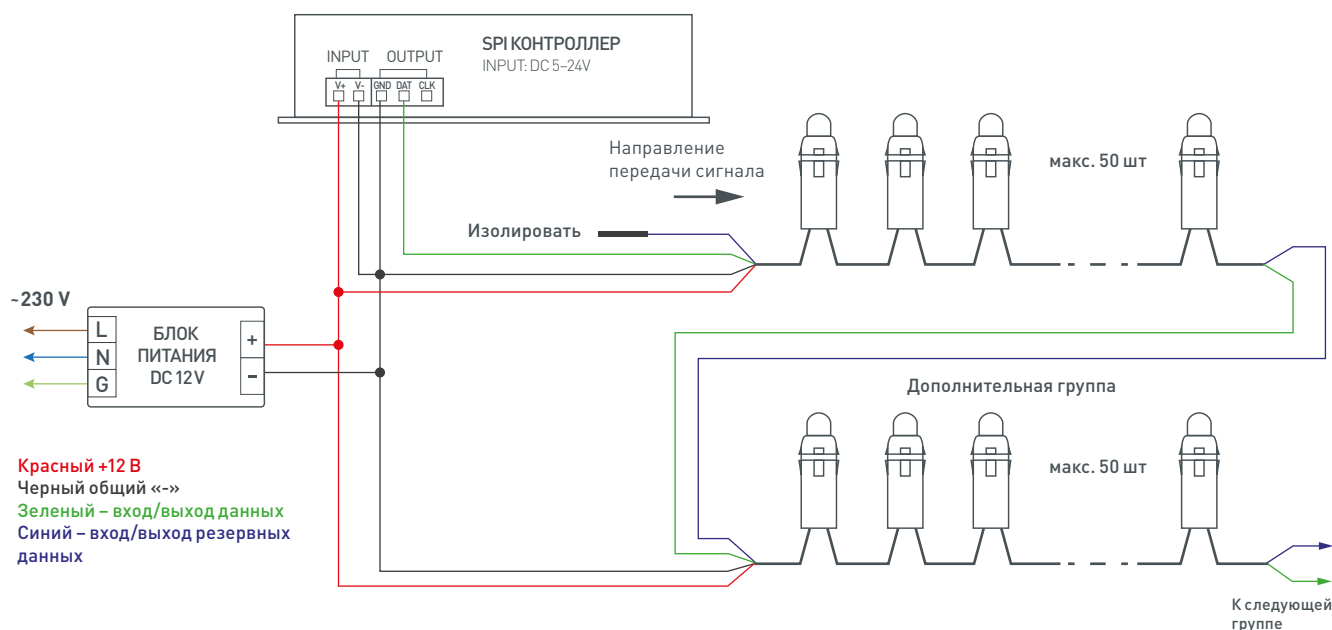 SPI КОНТРОЛЛЕР
INPUT: DC 5–24V
INPUT OUTPUT
V+ V- GND DAT CLK
Направление
передачи сигнала
макс. 50 шт
Изолировать
~230 V
L
N
G
БЛОК
ПИТАНИЯ
DC 12 V
+
–
Дополнительная группа
макс. 50 шт
Красный +12 В
Черный общий «-»
Зеленый – вход/выход данных
Синий – вход/выход резервных
данных
К следующей
группе